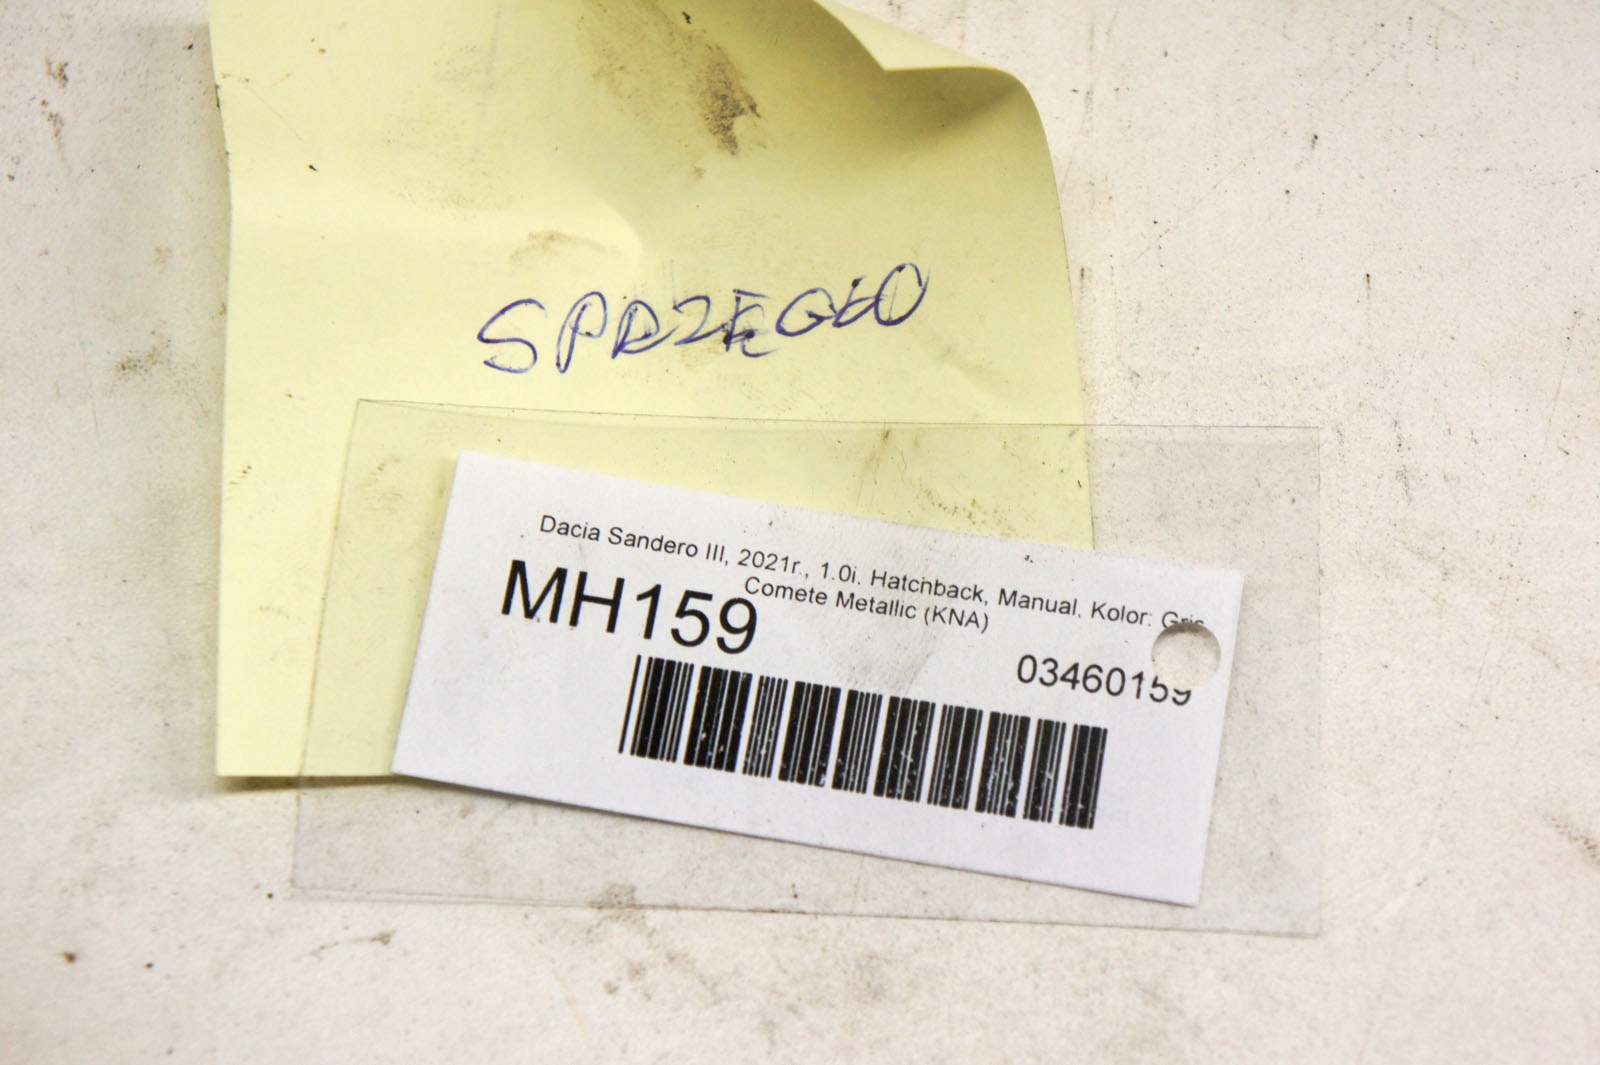 SPRZEGŁO
Dacia Sandero III, 2021r., 1.0i. Hatchback, Manual. Kolor: Gris
Comete Metallic (KNA)
MH159
03460159